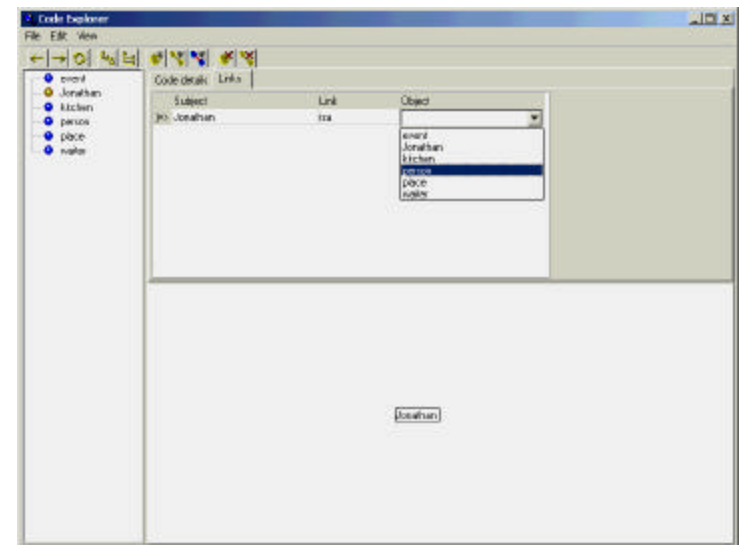 Code Explorer
File Edit View
event
Jonathan
kitchen
person
place
waiter
Code details Links
Subject Link Object
Jonathan isa
event
Jonathan
kitchen
person
place
waiter
Jonathan